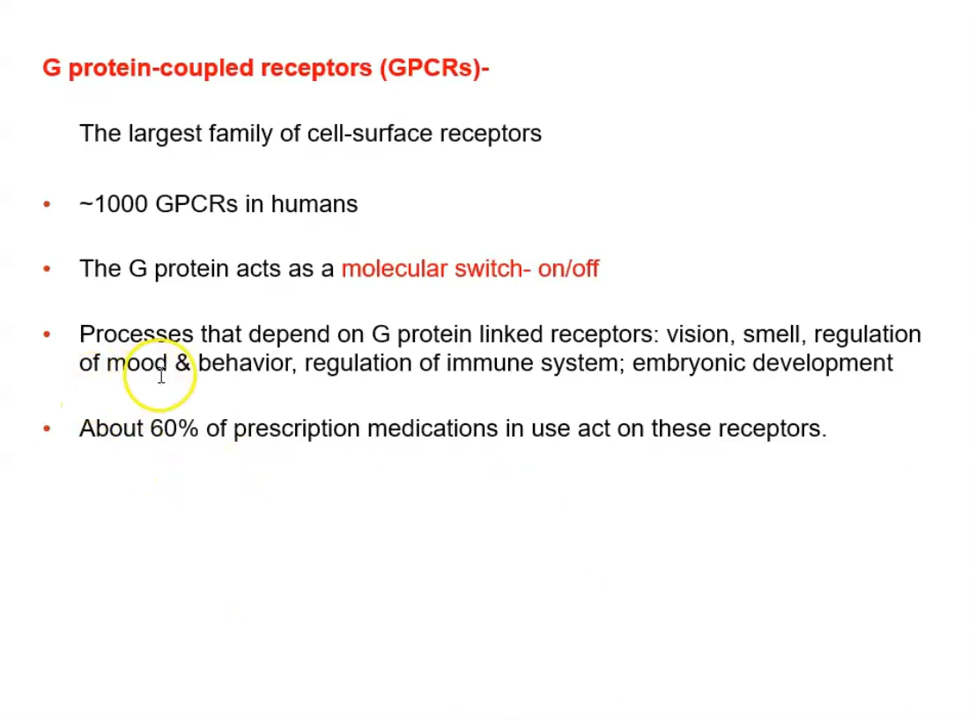 G protein-coupled receptors (GPCRs)-
The largest family of cell-surface receptors
• ~1000 GPCRs in humans
• The G protein acts as a molecular switch- on/off
• Processes that depend on G protein linked receptors: vision, smell, regulation
of mood & behavior, regulation of immune system; embryonic development
• About 60% of prescription medications in use act on these receptors.